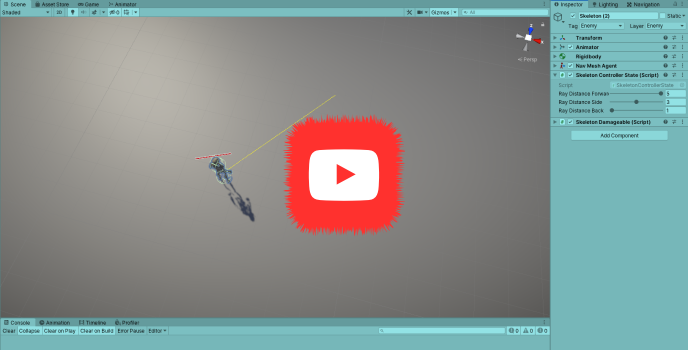 Scene Asset Store Game Animator
Shaded 2D 0 Gizmos All
Persp
Inspector Lighting Navigation
Skeleton (2) Static
Tag Enemy Layer Enemy
Transform
Animator
Rigidbody
Nav Mesh Agent
Skeleton Controller State (Script)
Script SkeletonControllerState
Ray Distance Forwar 5
Ray Distance Side 3
Ray Distance Back 1
Skeleton Damageable (Script)
Add Component
Console Animation Timeline Profiler
Clear Collapse Clear on Play Clear on Build Error Pause Editor 0 0 0